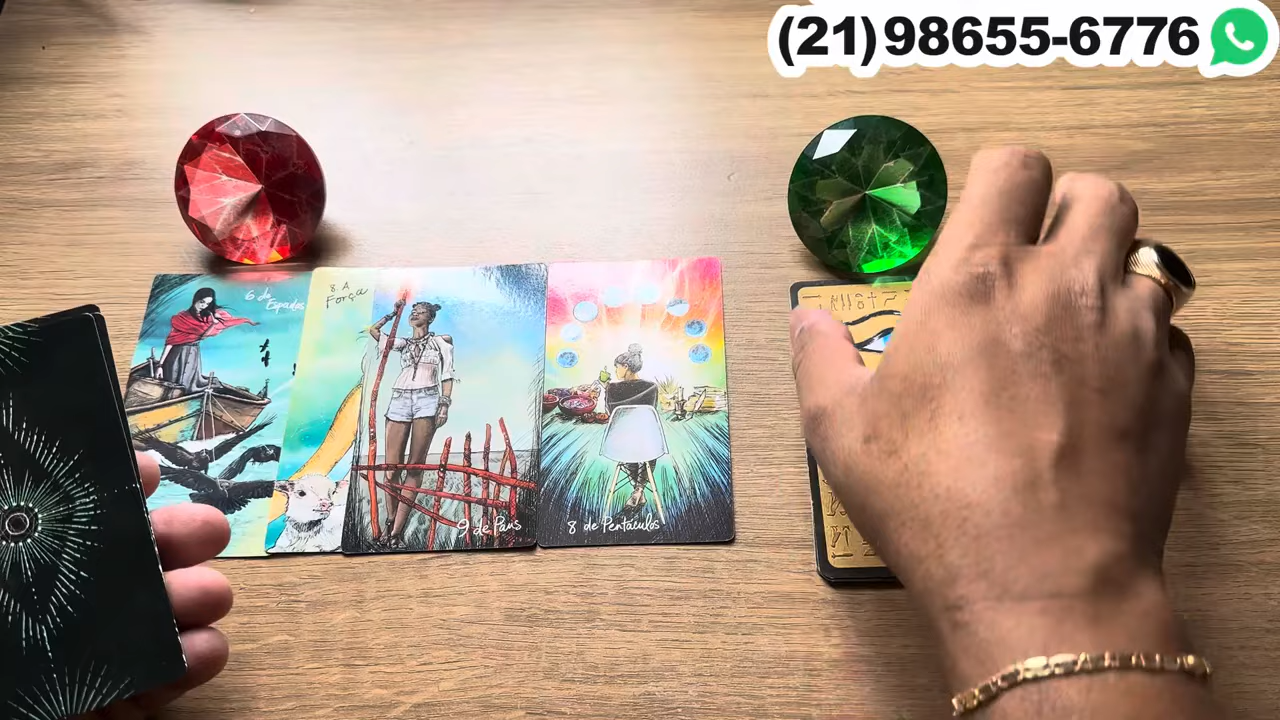 (21)98655-6776
6 de
Espadas
8. A
Força
9 de Paus
8 de Pentáculos